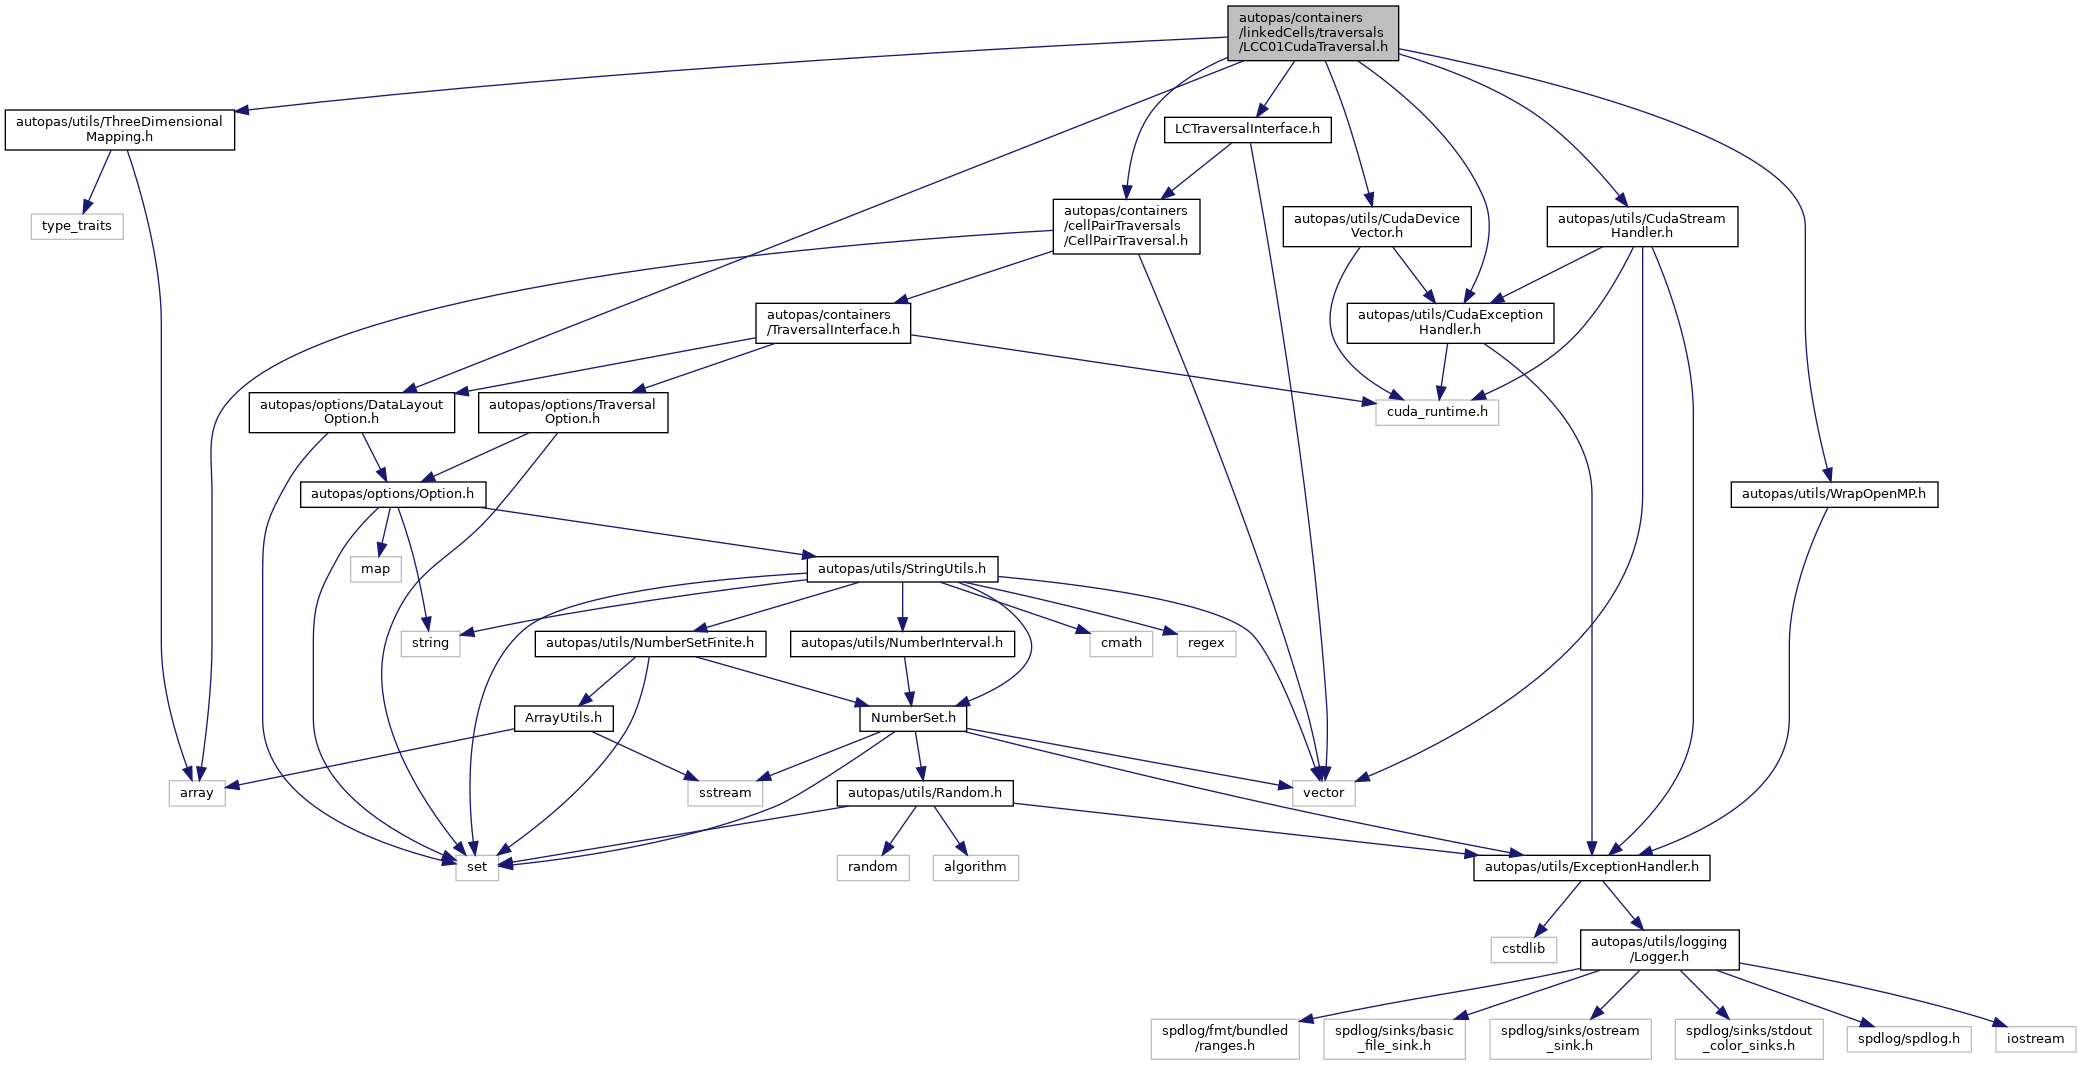 autopas/containers
/linkedCells/traversals
/LCC01CudaTraversal.h
autopas/utils/ThreeDimensional
Mapping.h
LCTraversalInterface.h
type_traits
autopas/containers
/cellPairTraversals
/CellPairTraversal.h
autopas/utils/CudaDevice
Vector.h
autopas/utils/CudaStream
Handler.h
autopas/containers
/TraversalInterface.h
autopas/utils/CudaException
Handler.h
autopas/options/DataLayout
Option.h
autopas/options/Traversal
Option.h
cuda_runtime.h
autopas/options/Option.h
autopas/utils/WrapOpenMP.h
map
autopas/utils/StringUtils.h
string
autopas/utils/NumberSetFinite.h
autopas/utils/NumberInterval.h
cmath
regex
ArrayUtils.h
NumberSet.h
array
sstream
autopas/utils/Random.h
vector
set
random
algorithm
autopas/utils/ExceptionHandler.h
cstdlib
autopas/utils/logging
/Logger.h
spdlog/fmt/bundled
/ranges.h
spdlog/sinks/basic
_file_sink.h
spdlog/sinks/ostream
_sink.h
spdlog/sinks/stdout
_color_sinks.h
spdlog/spdlog.h
iostream